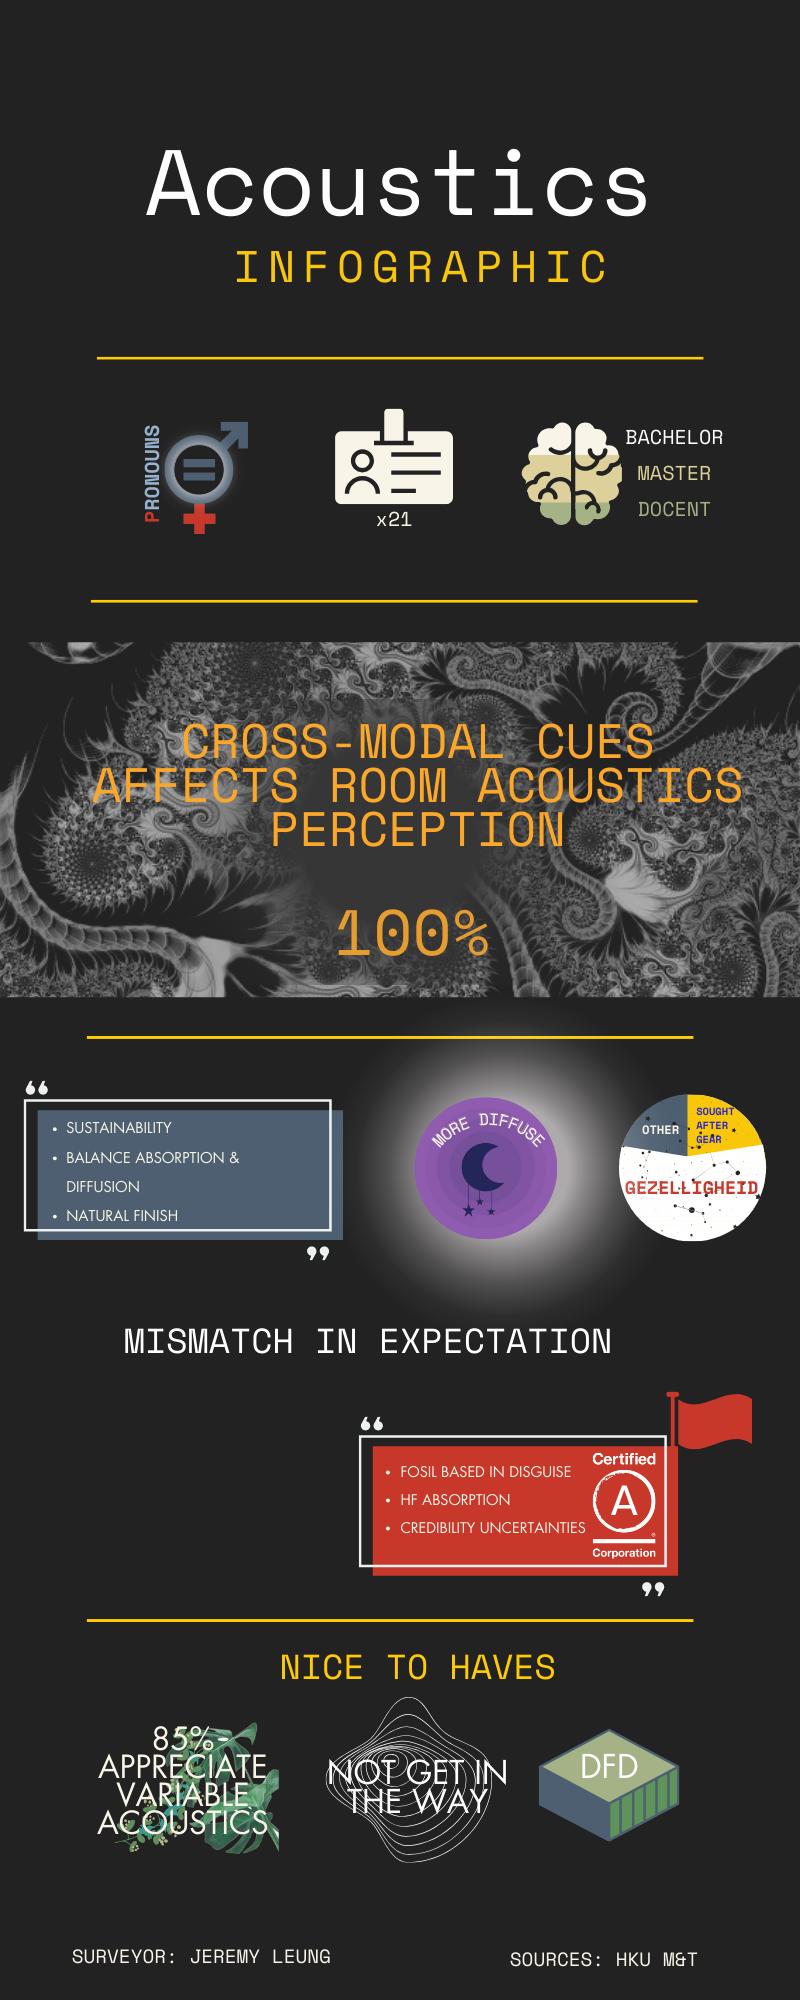 Acoustics
INFOGRAPHIC
PRONOUNS
x21
BACHELOR
MASTER
DOCENT
CROSS-MODAL CUES
AFFECTS ROOM ACOUSTICS
PERCEPTION
100%
❝
• SUSTAINABILITY
• BALANCE ABSORPTION &
DIFFUSION
• NATURAL FINISH
❞
MORE DIFFUSE
OTHER
SOUGHT
AFTER
GEAR
GEZELLIGHEID
MISMATCH IN EXPECTATION
❝
• FOSIL BASED IN DISGUISE
• HF ABSORPTION
• CREDIBILITY UNCERTAINTIES
❞
Certified
A
®
Corporation
NICE TO HAVES
85%-
APPRECIATE
VARIABLE
ACOUSTICS
NOT GET IN
THE WAY
DFD
SURVEYOR: JEREMY LEUNG
SOURCES: HKU M&T